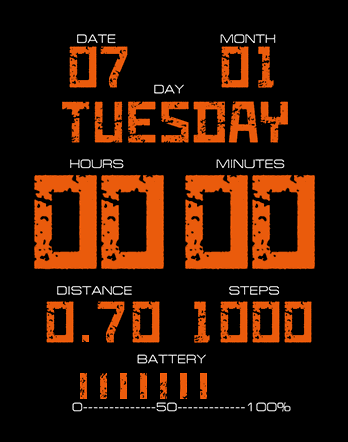 DATE MONTH
07 01
DAY
TUESDAY
HOURS MINUTES
00 00
DISTANCE STEPS
0.70 1000
BATTERY
0--------------50-------------100%